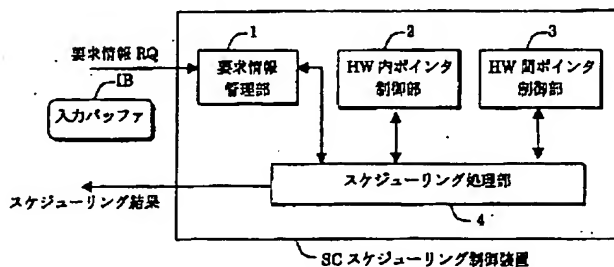 1
2
3
要求情報 RQ
要求情報
管理部
HW 内ポインタ
制御部
HW 間ポインタ
制御部
IB
入力バッファ
スケジューリング処理部
スケジューリング結果
4
SC スケジューリング制御装置